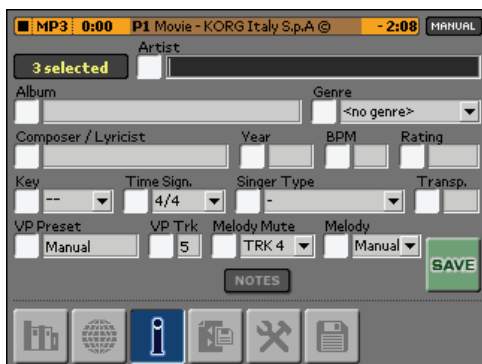 MP3 0:00 P1 Movie - KORG Italy S.p.A © - 2:08 MANUAL
3 selected Artist
Album Genre
<no genre>
Composer / Lyricist Year BPM Rating
Key Time Sign. Singer Type Transp.
-- 4/4 -
VP Preset VP Trk Melody Mute Melody
Manual 5 TRK 4 Manual
SAVE
NOTES
i